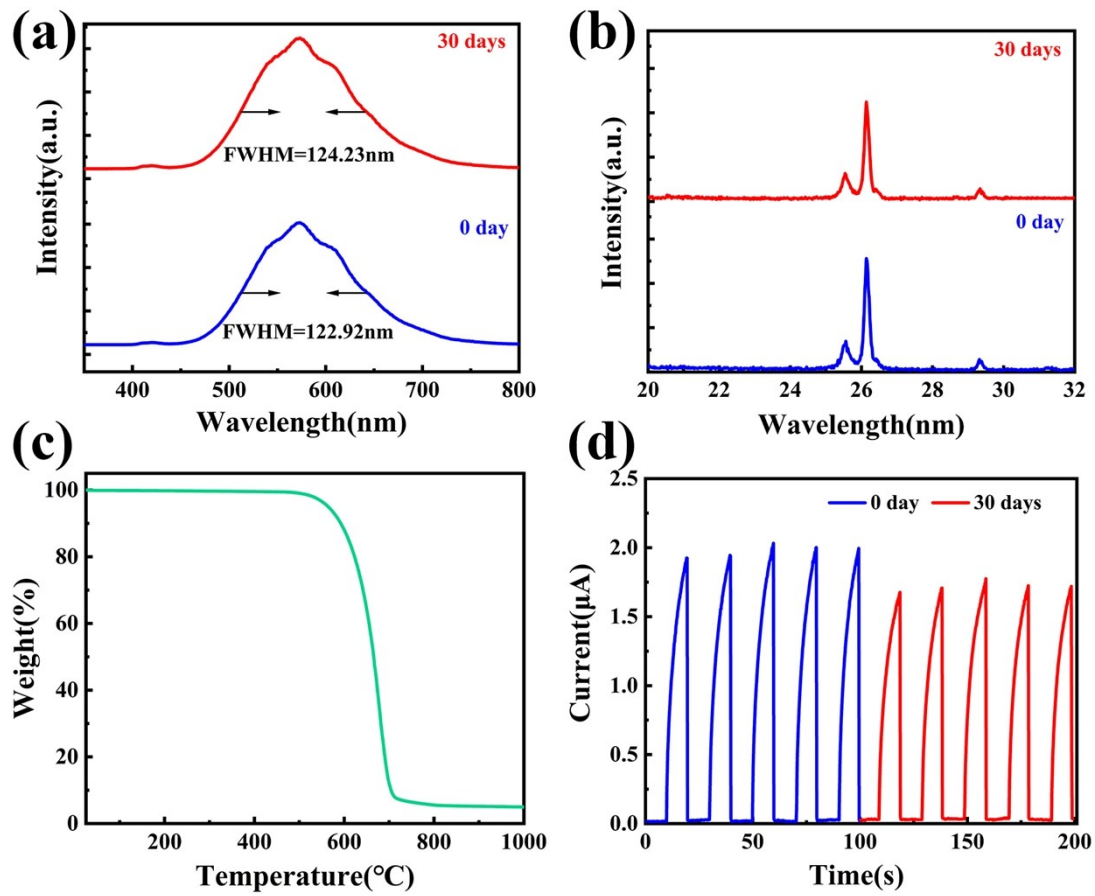 (a)
30 days
FWHM=124.23nm
0 day
FWHM=122.92nm
Intensity(a.u.)
400 500 600 700 800
Wavelength(nm)
(b)
30 days
0 day
Intensity(a.u.)
20 22 24 26 28 30 32
Wavelength(nm)
(c)
100
80
60
40
20
0
Weight(%)
200 400 600 800 1000
Temperature(°C)
(d)
0 day 30 days
2.5
2.0
1.5
1.0
0.5
0.0
Current(μA)
0 50 100 150 200
Time(s)